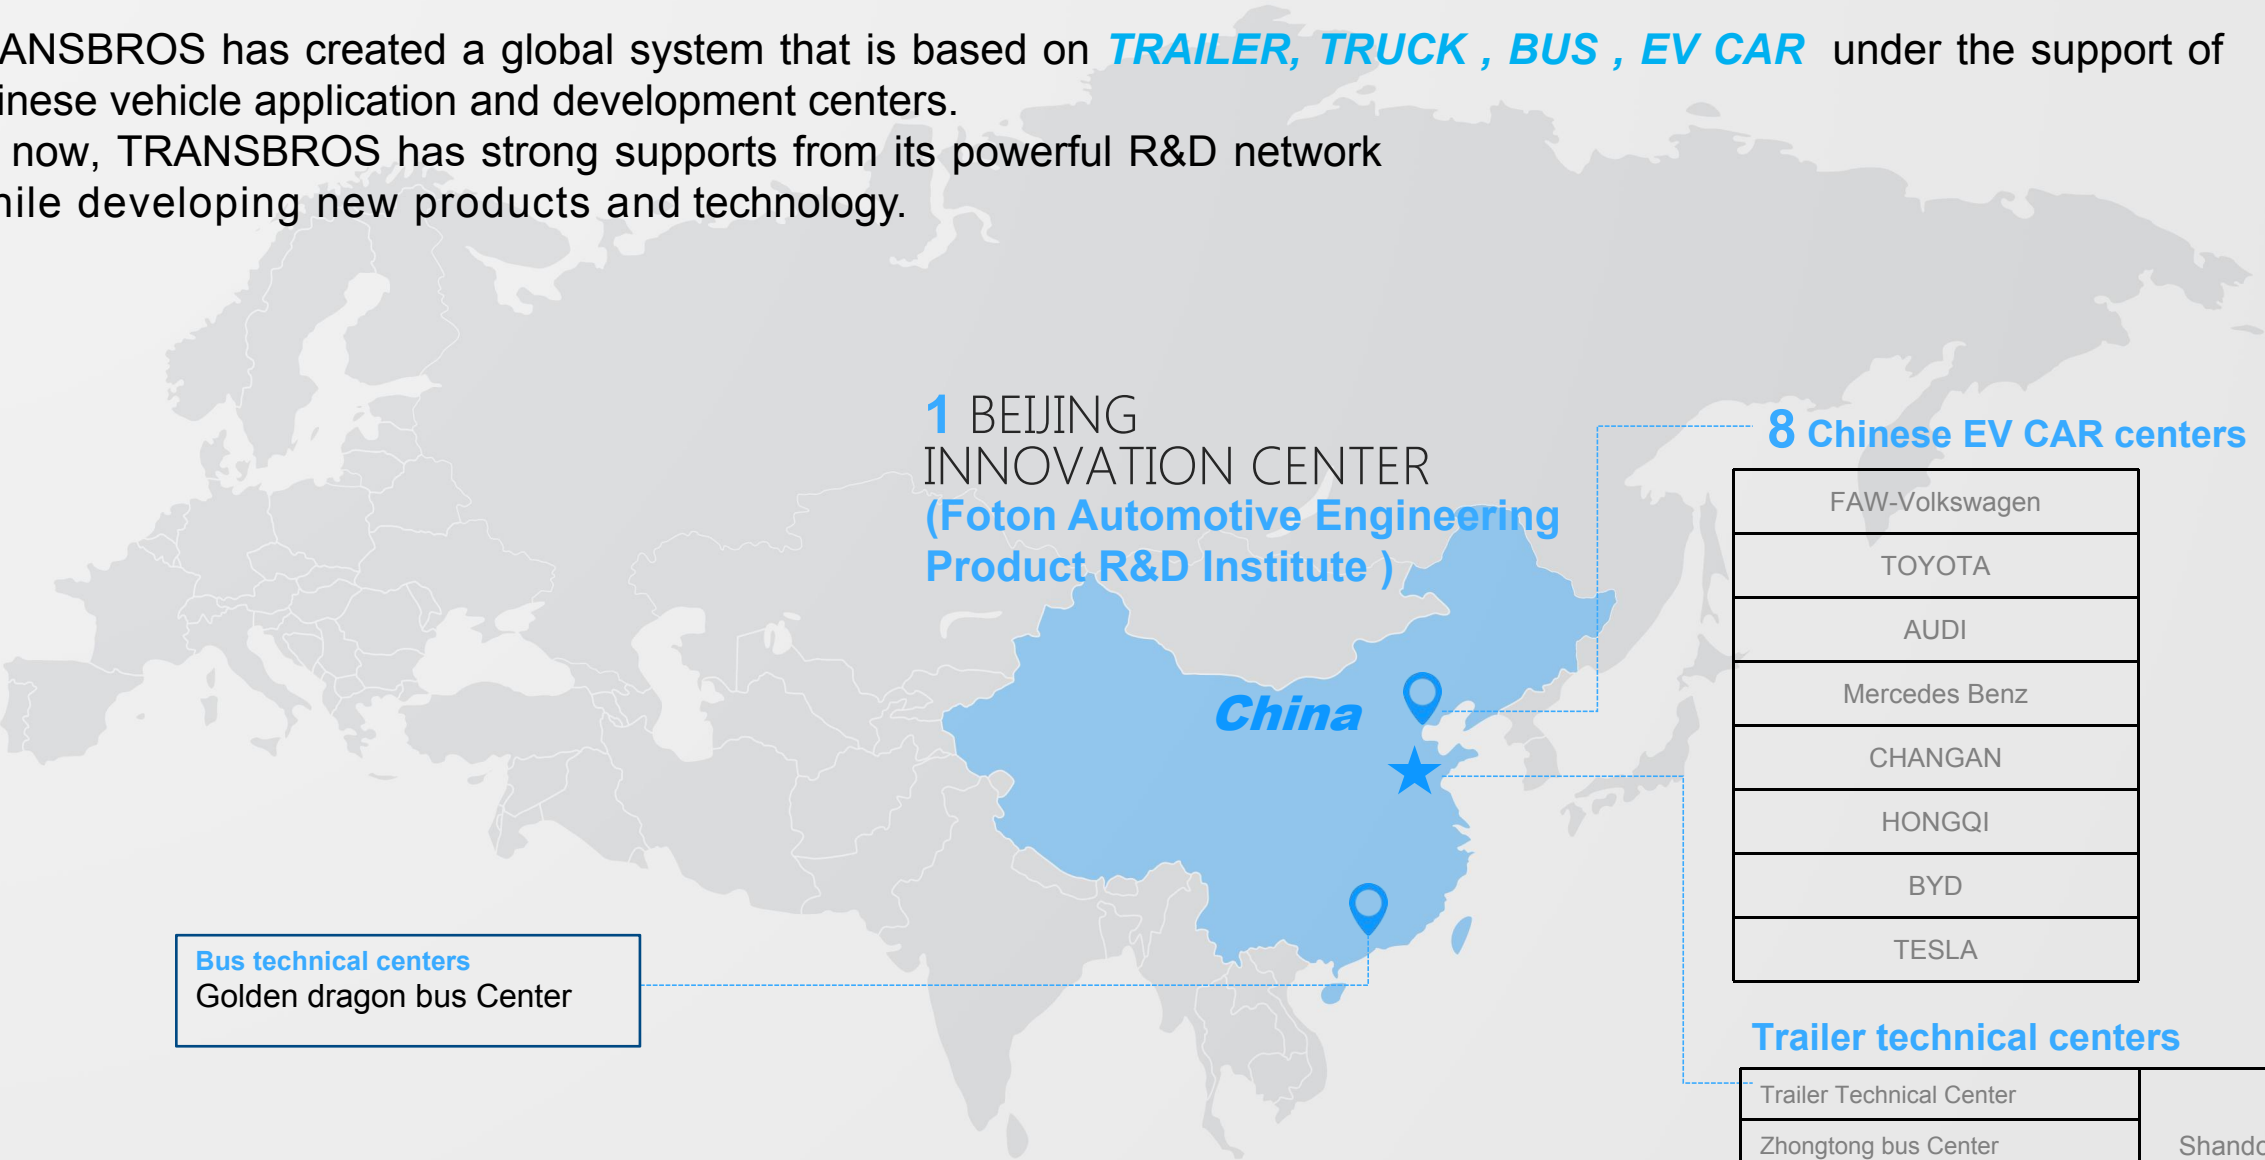 ANSBROS has created a global system that is based on TRAILER, TRUCK , BUS , EV CAR under the support of
inese vehicle application and development centers.
now, TRANSBROS has strong supports from its powerful R&D network
ile developing new products and technology.
1 BEIJING
INNOVATION CENTER
(Foton Automotive Engineering
Product R&D Institute )
8 Chinese EV CAR centers
FAW-Volkswagen
TOYOTA
AUDI
Mercedes Benz
CHANGAN
HONGQI
BYD
TESLA
China
Bus technical centers
Golden dragon bus Center
Trailer technical centers
Trailer Technical Center
Zhongtong bus Center
Shando